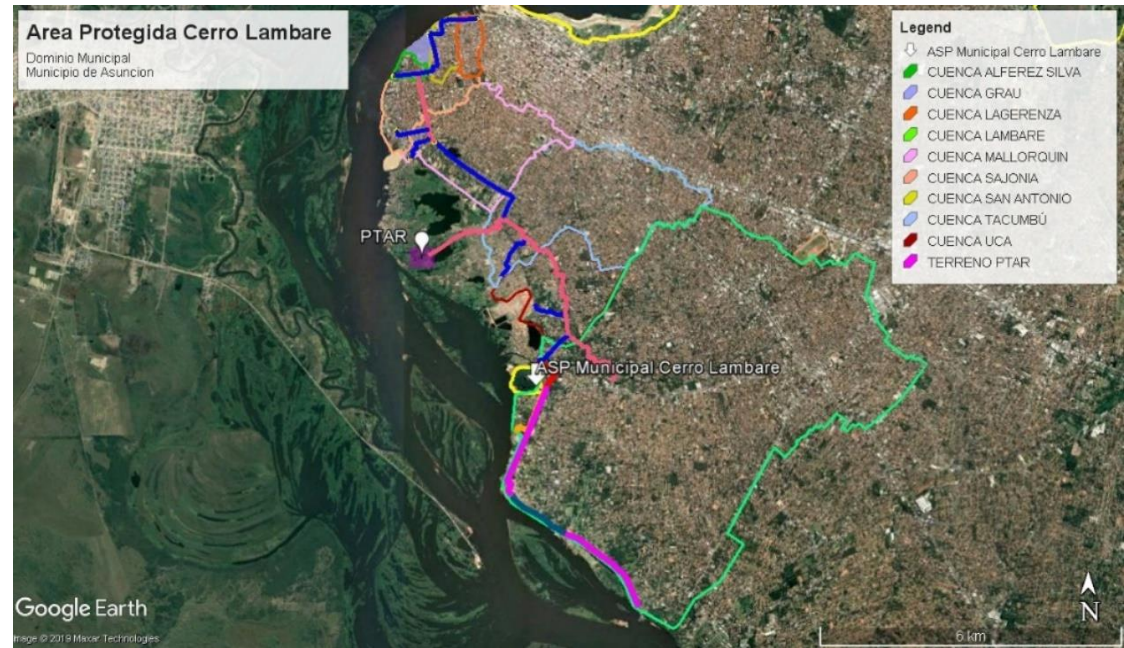 Area Protegida Cerro Lambare
Dominio Municipal
Municipio de Asuncion
Legend
ASP Municipal Cerro Lambare
CUENCA ALFEREZ SILVA
CUENCA GRAU
CUENCA LAGERENZA
CUENCA LAMBARE
CUENCA MALLORQUIN
CUENCA SAJONIA
CUENCA SAN ANTONIO
CUENCA TACUMBÚ
CUENCA UCA
TERRENO PTAR
PTAR
ASP Municipal Cerro Lambare
Google Earth
Image © 2019 Maxar Technologies
N
6 km